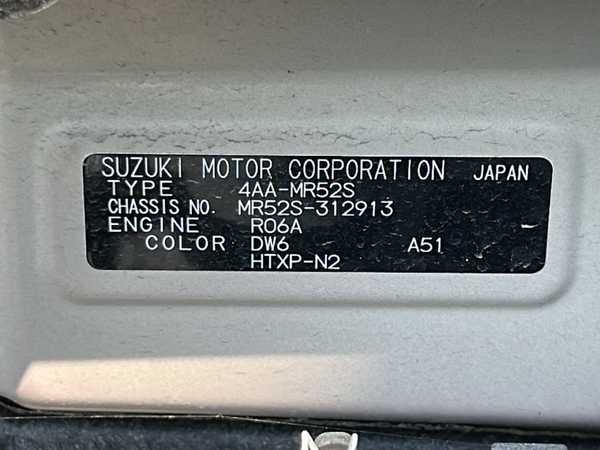 SUZUKI MOTOR CORPORATION JAPAN
TYPE 4AA-MR52S
CHASSIS NO. MR52S-312913
ENGINE R06A
COLOR DW6 A51
HTXP-N2